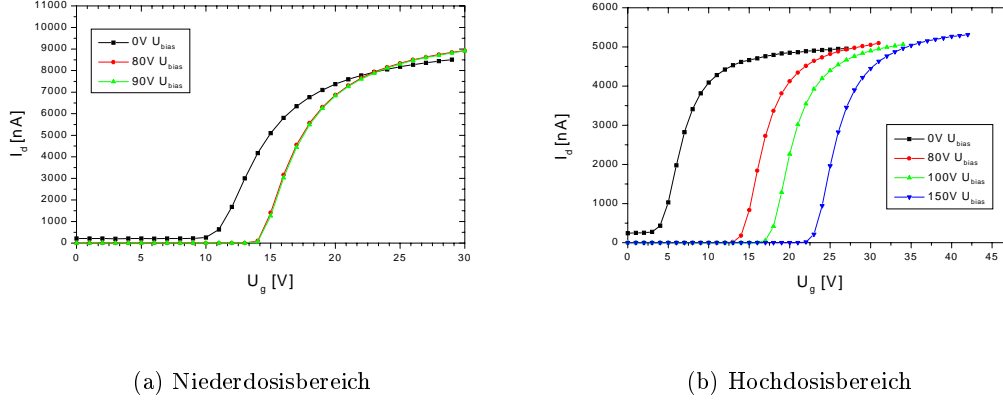 11000
10000
9000
8000
7000
6000
5000
4000
3000
2000
1000
0
I_d [nA]
0V U_bias
80V U_bias
90V U_bias
0 5 10 15 20 25 30
U_g [V]
(a) Niederdosisbereich
6000
5000
4000
3000
2000
1000
0
I_d [nA]
0V U_bias
80V U_bias
100V U_bias
150V U_bias
0 5 10 15 20 25 30 35 40 45
U_g [V]
(b) Hochdosisbereich